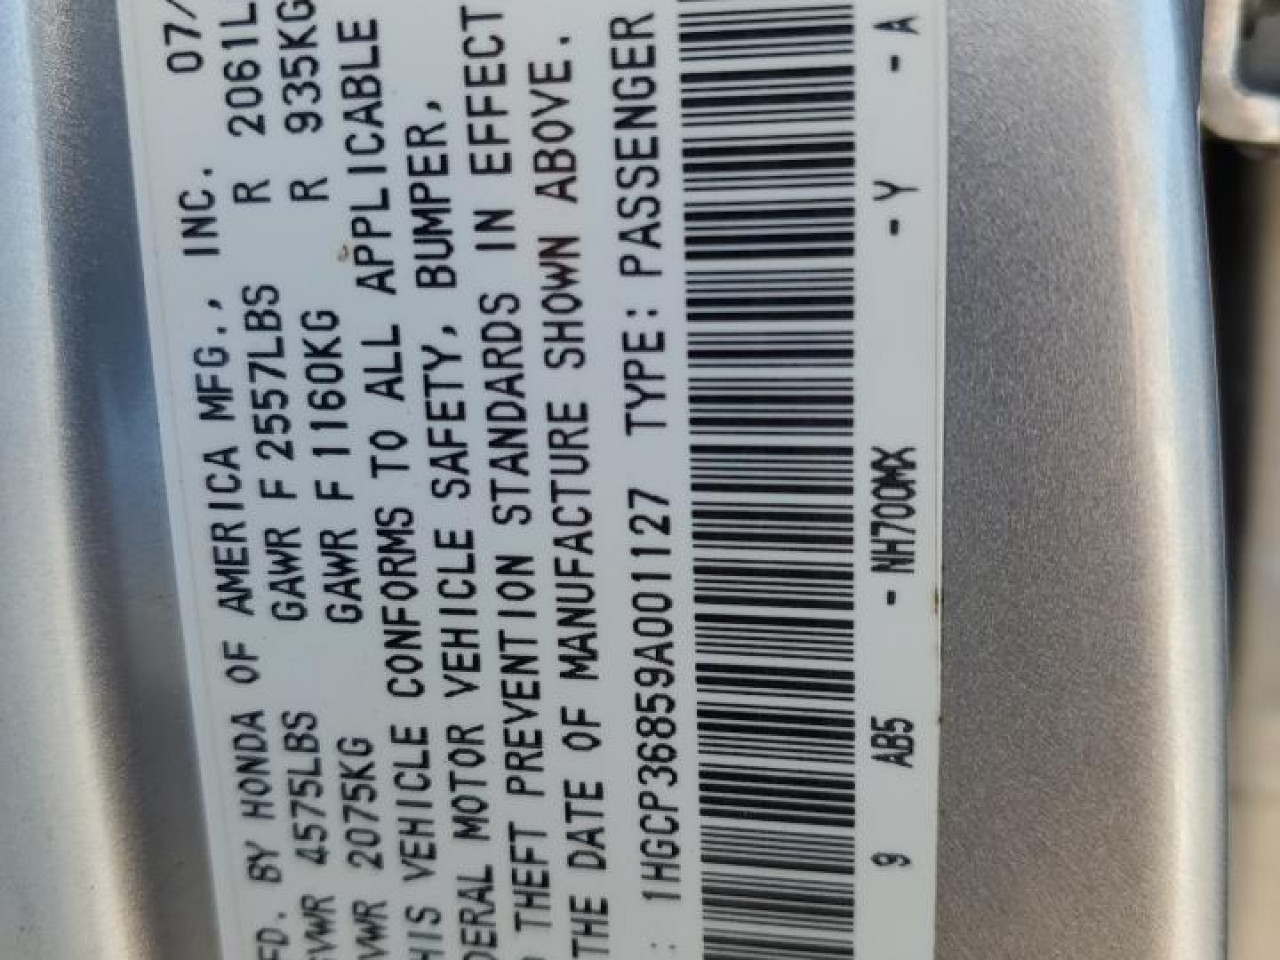 FD. BY HONDA OF AMERICA MFG., INC. 07/
GVWR 4575LBS GAWR F 2557LBS R 2061L
VWR 2075KG GAWR F 1160KG R 935KG
HIS VEHICLE CONFORMS TO ALL APPLICABLE
DERAL MOTOR VEHICLE SAFETY, BUMPER,
THEFT PREVENTION STANDARDS IN EFFECT
THE DATE OF MANUFACTURE SHOWN ABOVE.
: 1HGCP36859A001127 TYPE: PASSENGER
9 AB5 - NH700MX - Y - A